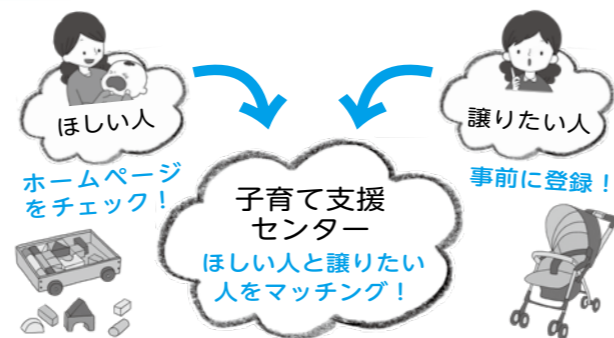 ほしい人
ホームページ
をチェック！
譲りたい人
事前に登録！
子育て支援
センター
ほしい人と譲りたい
人をマッチング！